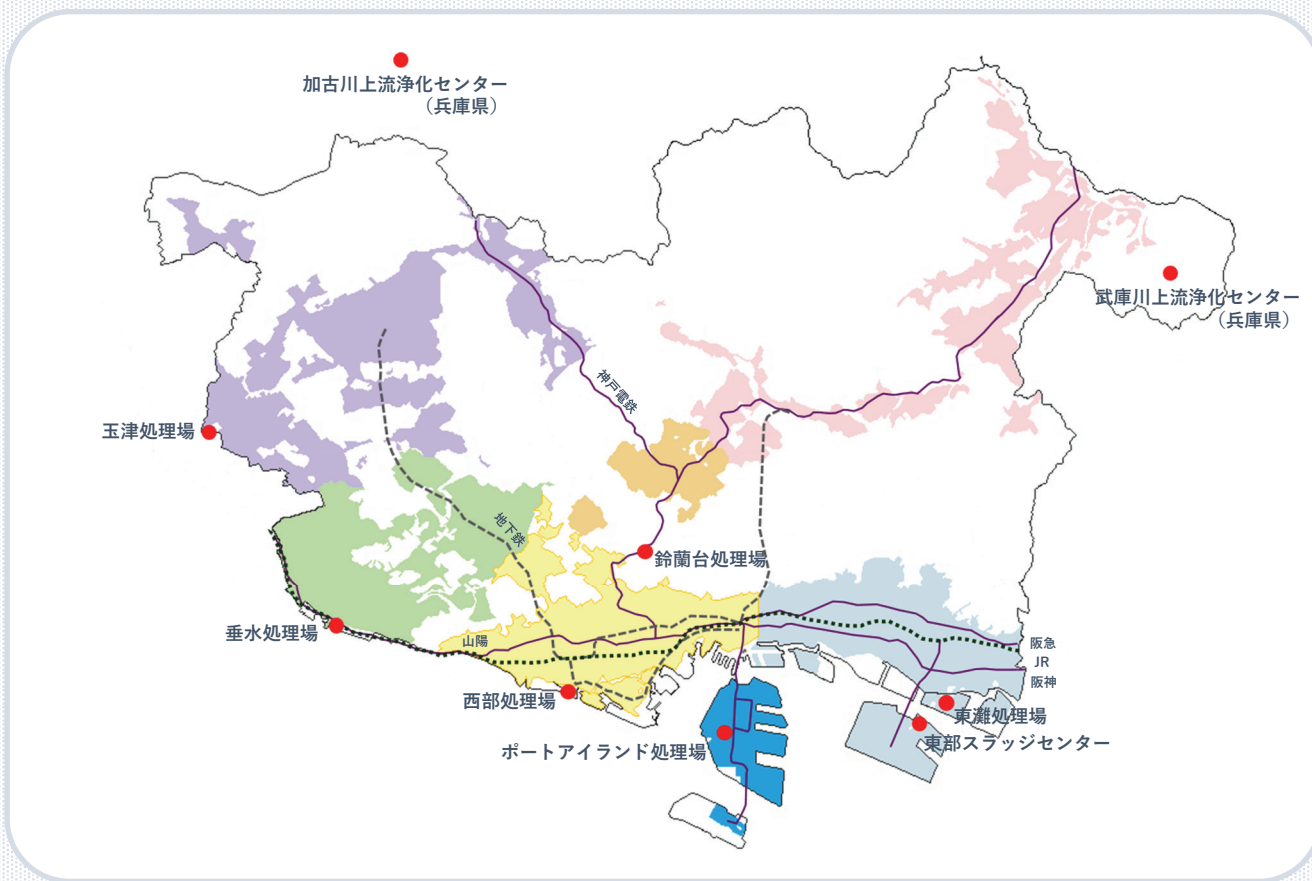 加古川上流浄化センター
（兵庫県）
武庫川上流浄化センター
（兵庫県）
神戸電鉄
玉津処理場
地下鉄
鈴蘭台処理場
垂水処理場
山陽
阪急
JR
阪神
西部処理場
東灘処理場
東部スラッジセンター
ポートアイランド処理場